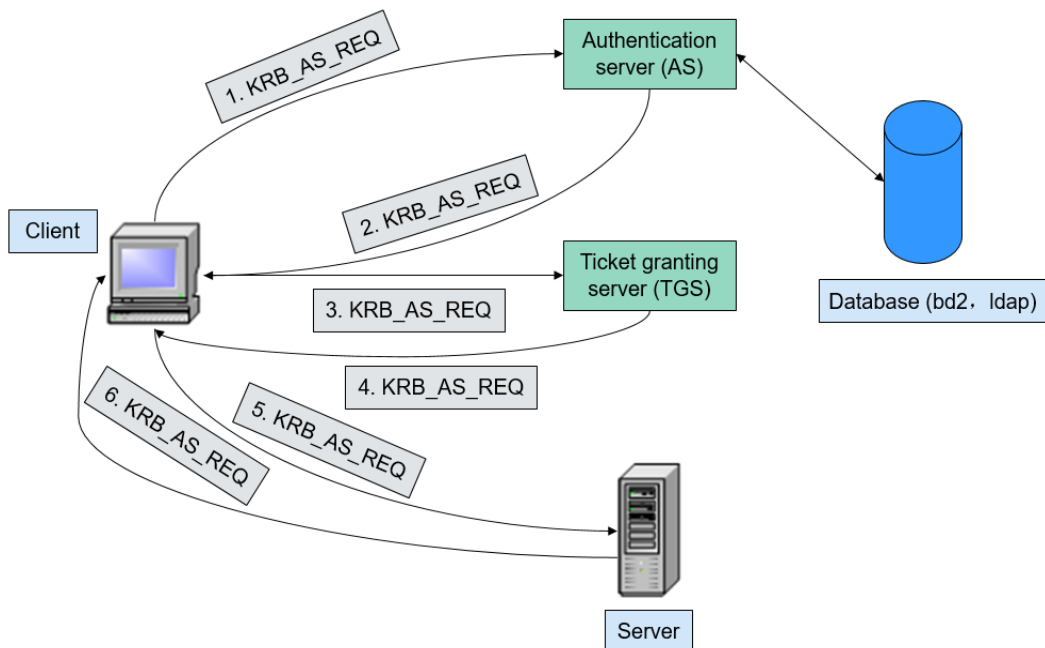 1. KRB_AS_REQ
Authentication
server (AS)
2. KRB_AS_REQ
Client
Ticket granting
server (TGS)
3. KRB_AS_REQ
Database (bd2，ldap)
4. KRB_AS_REQ
6. KRB_AS_REQ
5. KRB_AS_REQ
Server